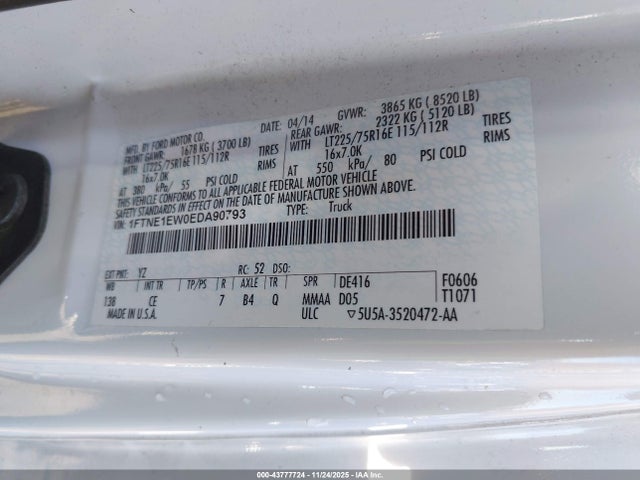 MFD. BY FORD MOTOR CO. DATE: 04/14 GVWR: 3865 KG ( 8520 LB)
FRONT GAWR: 1678 KG ( 3700 LB) REAR GAWR: 2322 KG ( 5120 LB)
WITH LT225/75R16E 115/112R TIRES WITH LT225/75R16E 115/112R TIRES
16x7.0K RIMS 16x7.0K RIMS
AT 380 kPa/ 55 PSI COLD AT 550 kPa/ 80 PSI COLD
THIS VEHICLE CONFORMS TO ALL APPLICABLE FEDERAL MOTOR VEHICLE
SAFETY STANDARDS IN EFFECT ON THE DATE OF MANUFACTURE SHOWN ABOVE.
VIN: 1FTNE1EW0EDA90793 TYPE: Truck
EXT PNT: YZ RC: 52 DSO:
WB INT TR TP/PS R AXLE TR SPR DE416 F0606
138 CE 7 B4 Q MMAA D05 T1071
MADE IN U.S.A. ULC ▽5U5A-3520472-AA
000-43777724 | 11/24/2025 | IAA Inc.